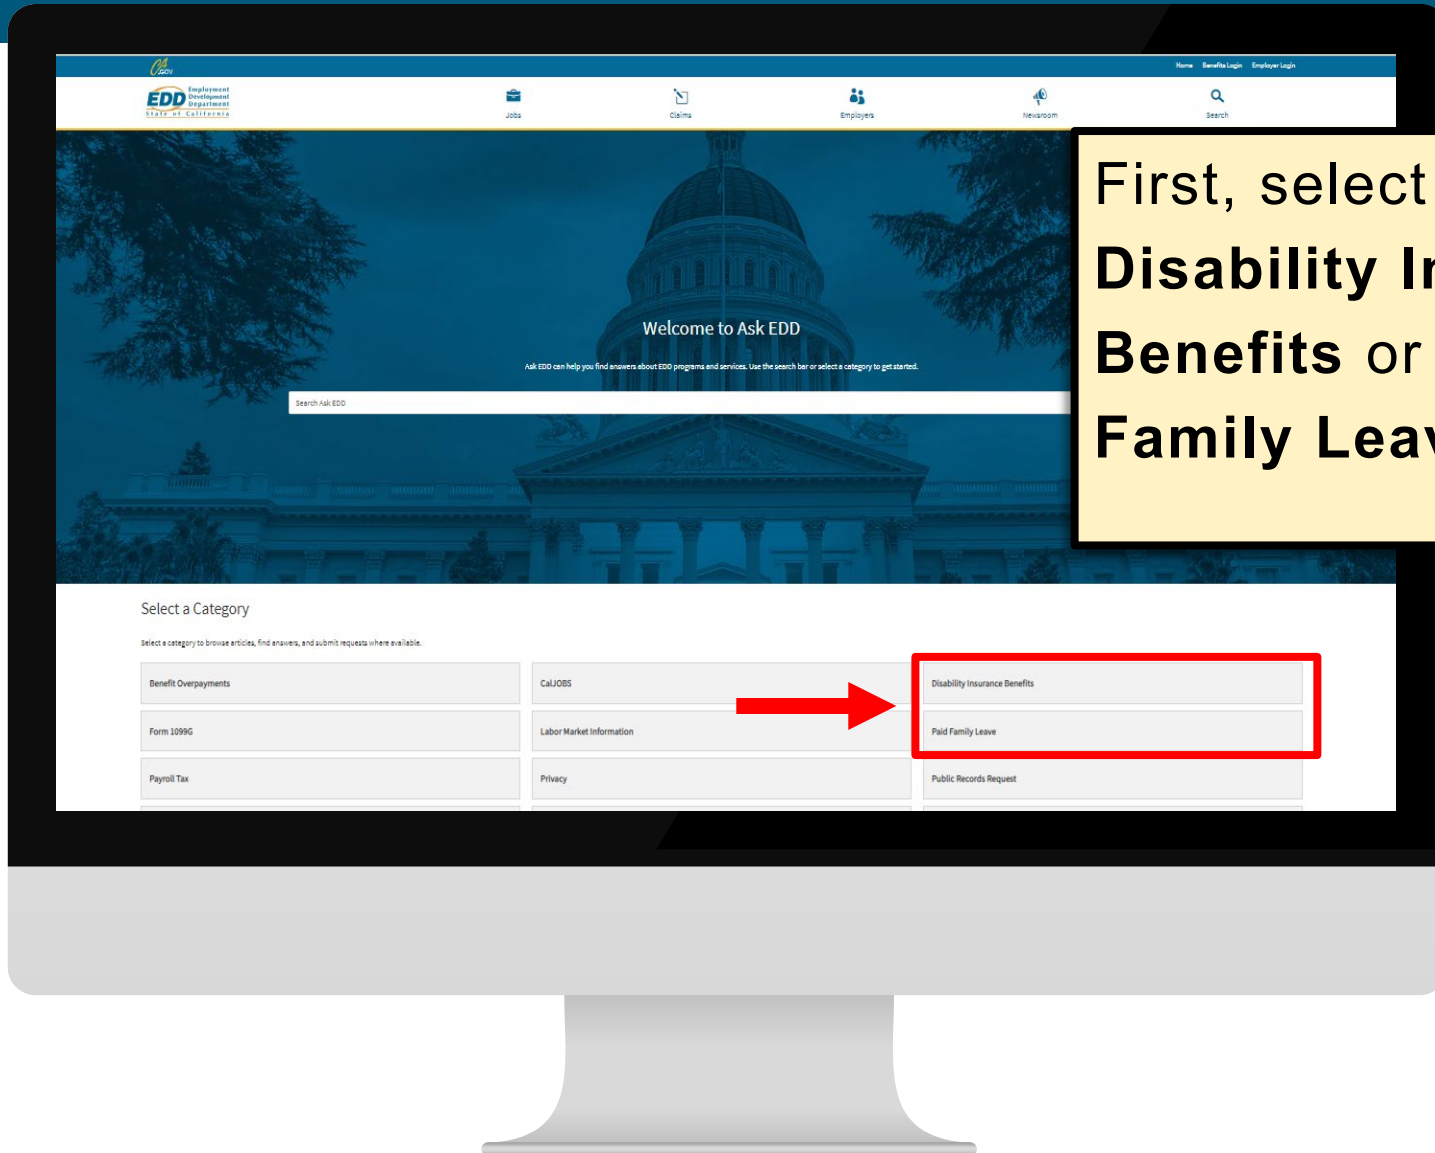 CA.GOV
Home Benefits Login Employer Login
EDD Employment Development Department
State of California
Jobs Claims Employers Newsroom Search
First, select
Disability In
Benefits or
Family Leav
Welcome to Ask EDD
Ask EDD can help you find answers about EDD programs and services. Use the search bar or select a category to get started.
Search Ask EDD
Select a Category
Select a category to browse articles, find answers, and submit requests where available.
Benefit Overpayments CalJOBS Disability Insurance Benefits
Form 1099G Labor Market Information Paid Family Leave
Payroll Tax Privacy Public Records Request